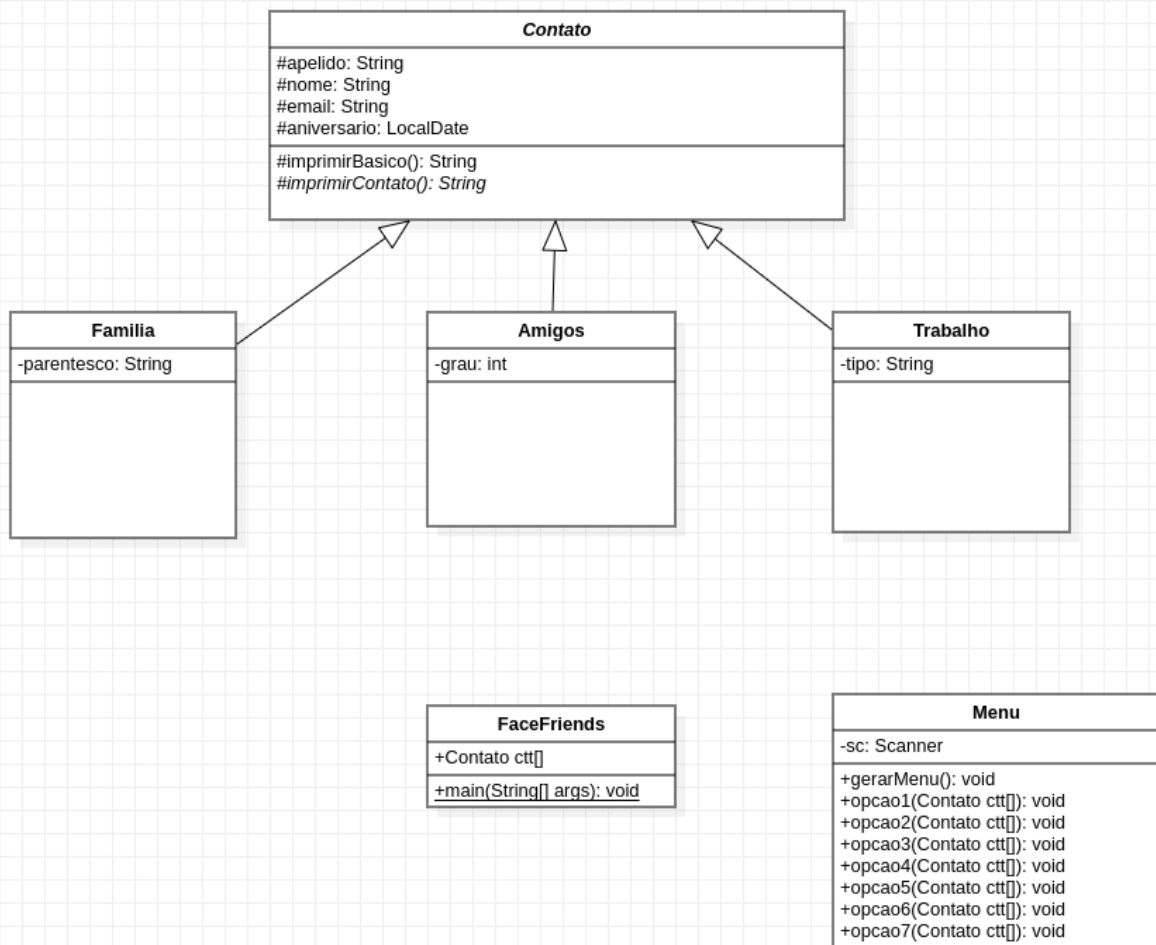 Contato
#apelido: String
#nome: String
#email: String
#aniversario: LocalDate
#imprimirBasico(): String
#imprimirContato(): String
Familia
-parentesco: String
Amigos
-grau: int
Trabalho
-tipo: String
FaceFriends
+Contato ctt[]
+main(String[] args): void
Menu
-sc: Scanner
+gerarMenu(): void
+opcao1(Contato ctt[]): void
+opcao2(Contato ctt[]): void
+opcao3(Contato ctt[]): void
+opcao4(Contato ctt[]): void
+opcao5(Contato ctt[]): void
+opcao6(Contato ctt[]): void
+opcao7(Contato ctt[]): void